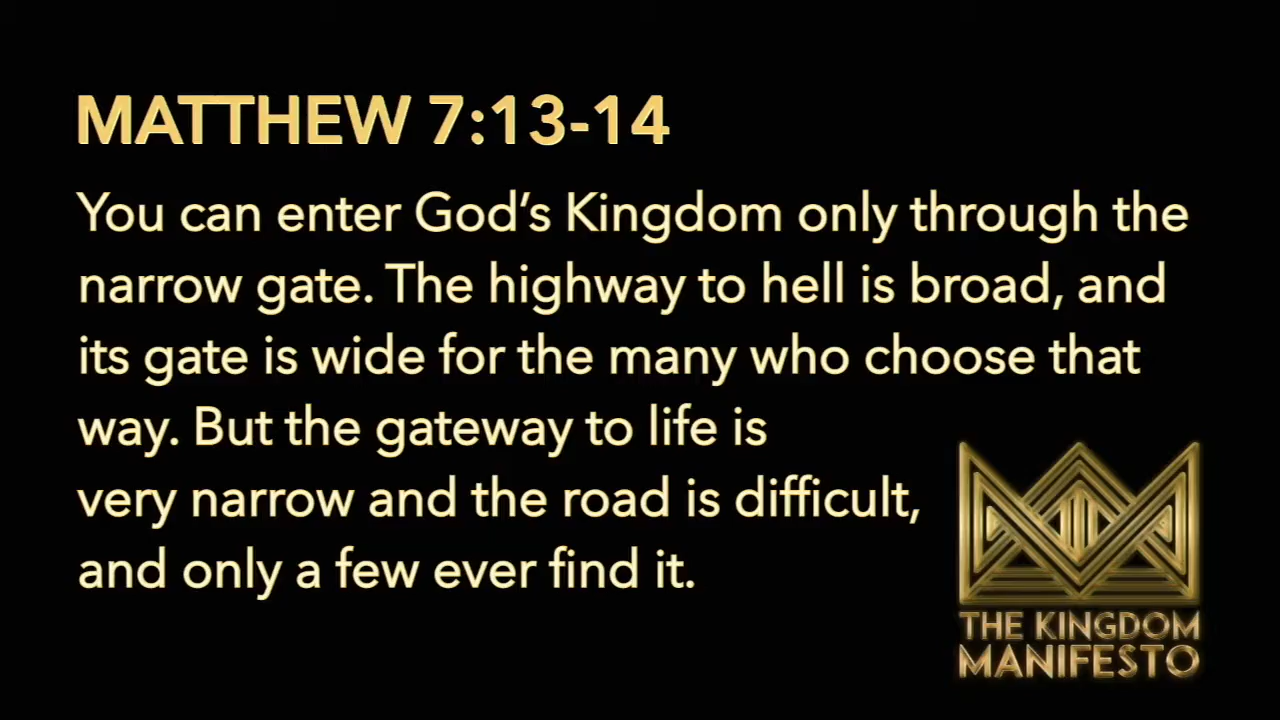 MATTHEW 7:13-14
You can enter God’s Kingdom only through the
narrow gate. The highway to hell is broad, and
its gate is wide for the many who choose that
way. But the gateway to life is
very narrow and the road is difficult,
and only a few ever find it.
THE KINGDOM
MANIFESTO